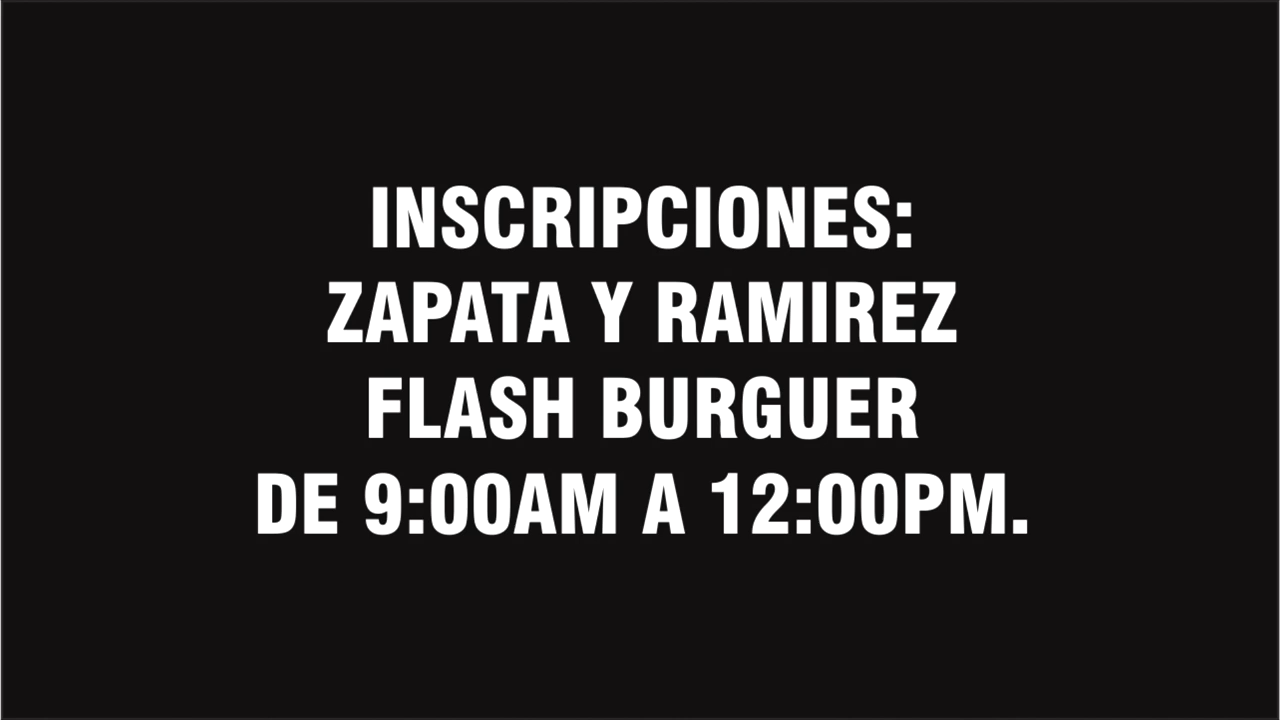 INSCRIPCIONES:
ZAPATA Y RAMIREZ
FLASH BURGUER
DE 9:00AM A 12:00PM.